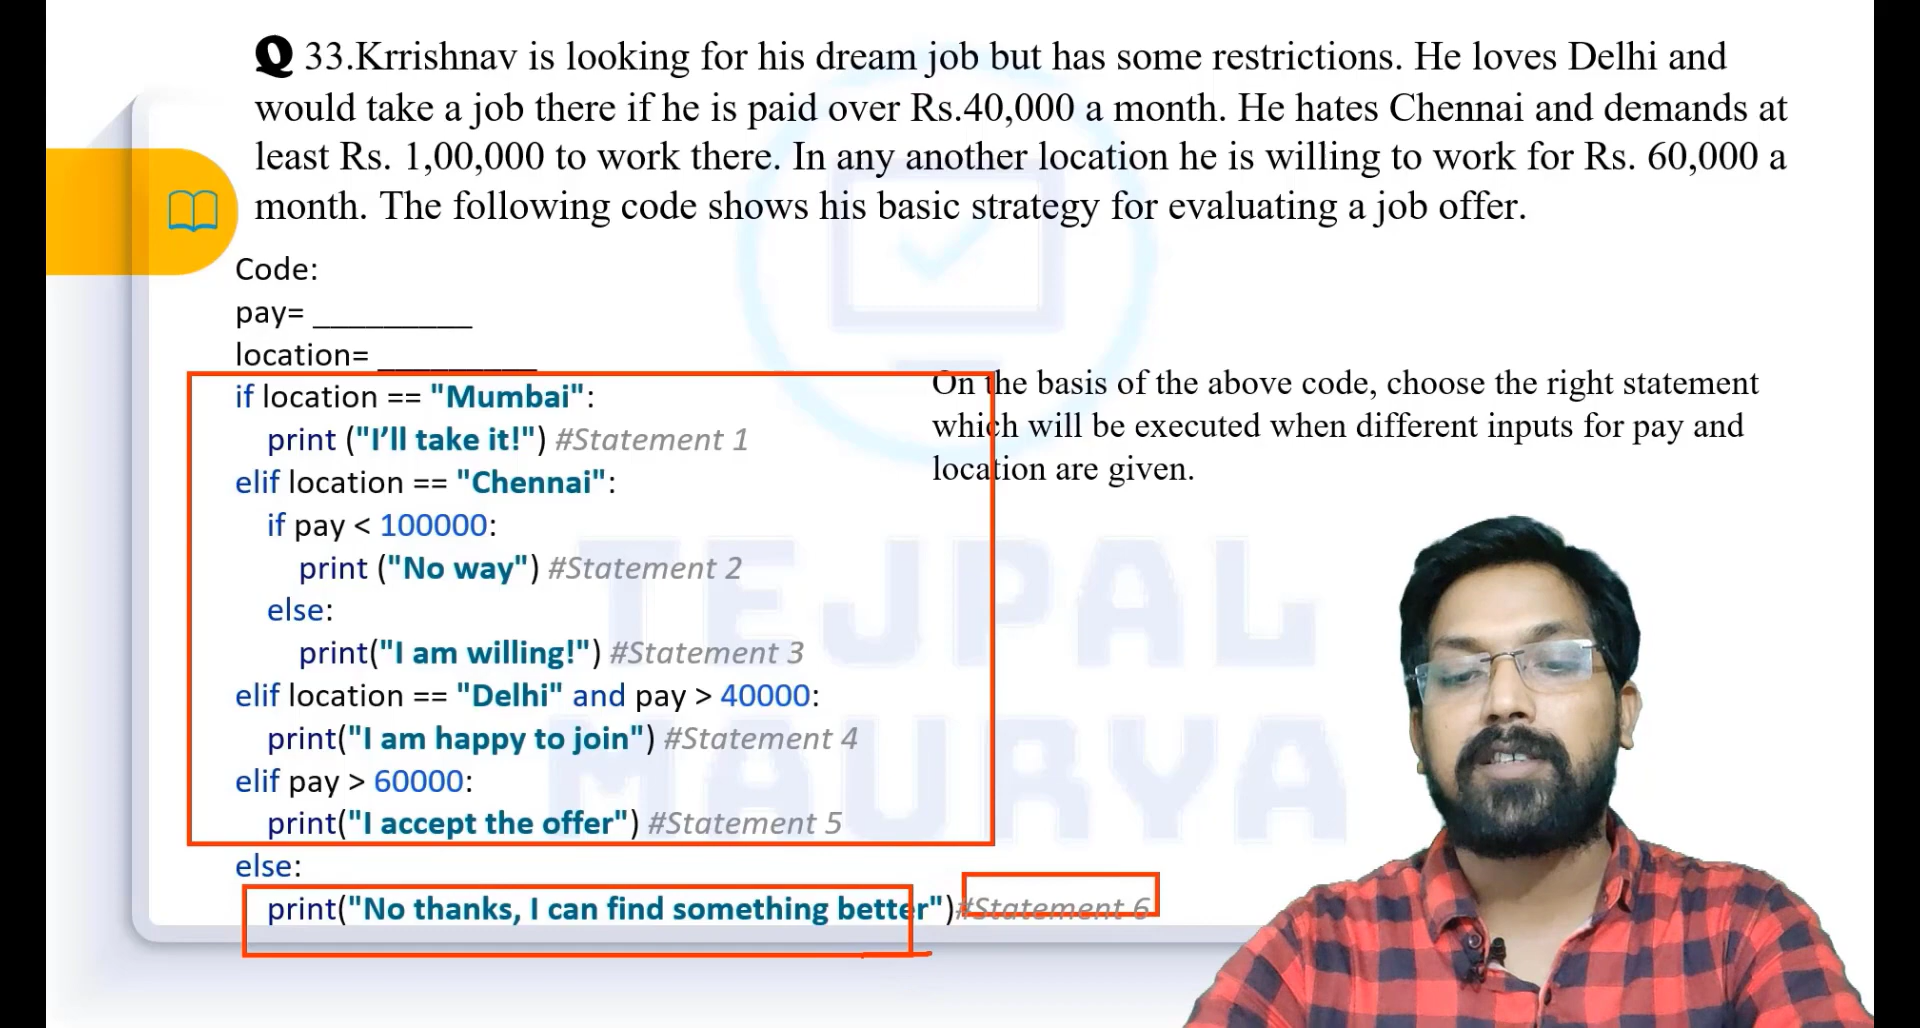 Q 33.Krrishnav is looking for his dream job but has some restrictions. He loves Delhi and
would take a job there if he is paid over Rs.40,000 a month. He hates Chennai and demands at
least Rs. 1,00,000 to work there. In any another location he is willing to work for Rs. 60,000 a
month. The following code shows his basic strategy for evaluating a job offer.
Code:
pay= _________
location= _________
if location == "Mumbai":
print ("I’ll take it!") #Statement 1
elif location == "Chennai":
if pay < 100000:
print ("No way") #Statement 2
else:
print("I am willing!") #Statement 3
elif location == "Delhi" and pay > 40000:
print("I am happy to join") #Statement 4
elif pay > 60000:
print("I accept the offer") #Statement 5
else:
print("No thanks, I can find something better")#Statement 6
On the basis of the above code, choose the right statement
which will be executed when different inputs for pay and
location are given.
TEJPAL
MAURYA